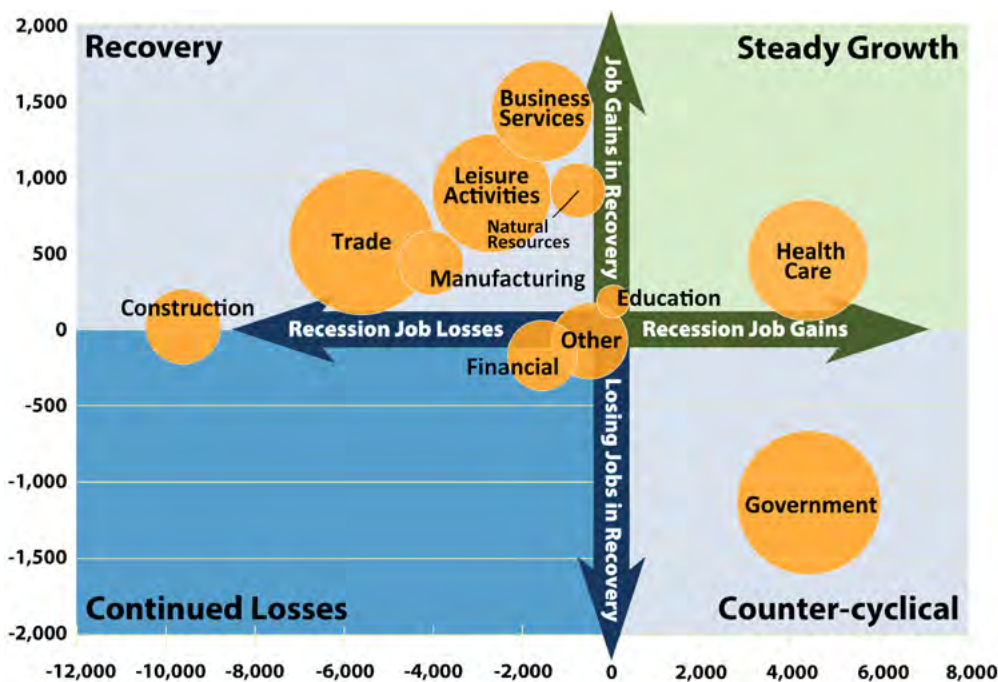 2,000
1,500
1,000
500
0
-500
-1,000
-1,500
-2,000
Recovery
Steady Growth
Business
Services
Leisure
Activities
Natural
Resources
Trade
Manufacturing
Construction
Health
Care
Education
Other
Financial
Government
Job Gains in Recovery
Recession Job Losses
Recession Job Gains
Losing Jobs in Recovery
Continued Losses
Counter-cyclical
-12,000
-10,000
-8,000
-6,000
-4,000
-2,000
0
2,000
4,000
6,000
8,000